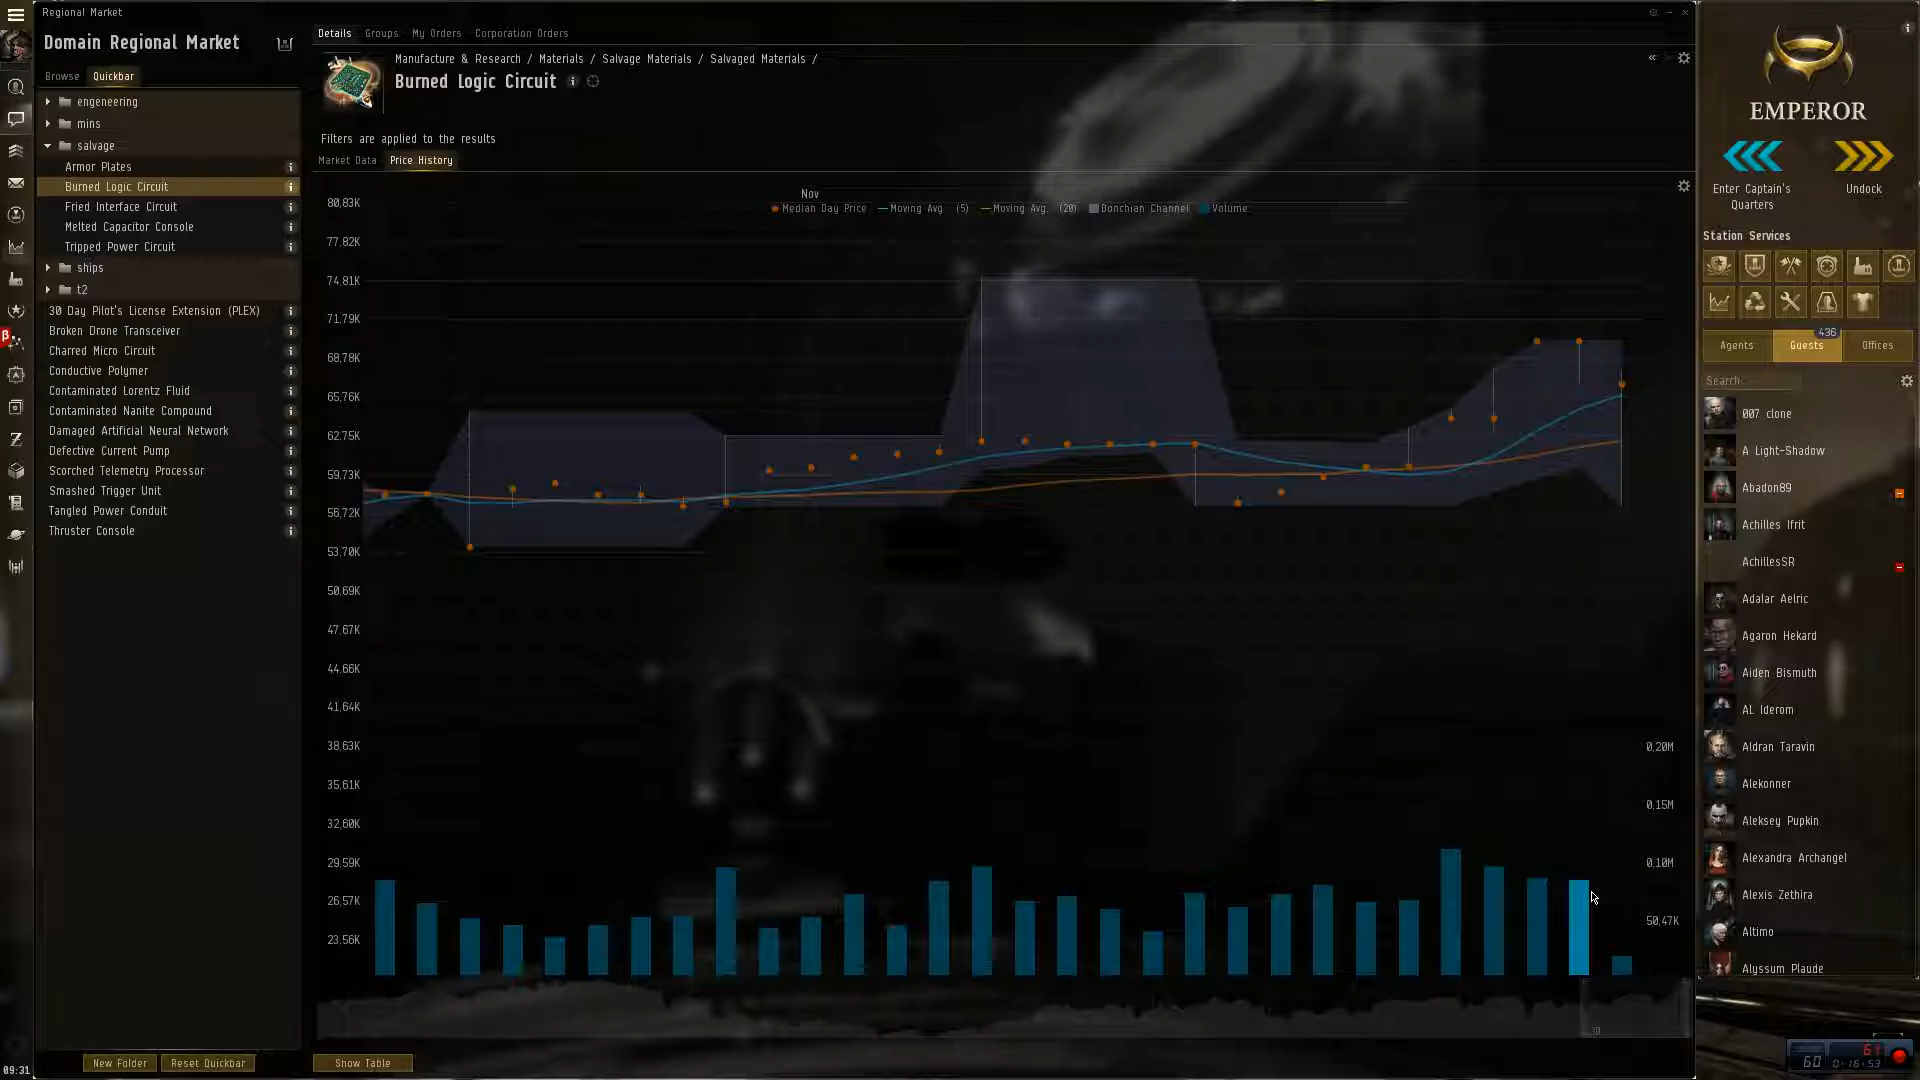 Regional Market
Domain Regional Market
Browse Quickbar
engeneering
mins
salvage
Armor Plates
Burned Logic Circuit
Fried Interface Circuit
Melted Capacitor Console
Tripped Power Circuit
ships
t2
30 Day Pilot's License Extension (PLEX)
Broken Drone Transceiver
Charred Micro Circuit
Conductive Polymer
Contaminated Lorentz Fluid
Contaminated Nanite Compound
Damaged Artificial Neural Network
Defective Current Pump
Scorched Telemetry Processor
Smashed Trigger Unit
Tangled Power Conduit
Thruster Console
New Folder Reset Quickbar
09:31
Details Groups My Orders Corporation Orders
Manufacture & Research / Materials / Salvage Materials / Salvaged Materials /
Burned Logic Circuit
Filters are applied to the results
Market Data Price History
Nov
Median Day Price Moving Avg. (5) Moving Avg. (20) Donchian Channel Volume
80,83K
77,82K
74,81K
71,79K
68,78K
65,76K
62,75K
59,73K
56,72K
53,70K
50,69K
47,67K
44,66K
41,64K
38,63K
35,61K
32,60K
29,59K
26,57K
23,56K
0,20M
0,15M
0,10M
50,47K
30
Show Table
EMPEROR
Enter Captain's
Quarters
Undock
Station Services
436
Agents Guests Offices
Search
007 clone
A Light-Shadow
Abadon89
Achilles Ifrit
AchillesSR
Adalar Aelric
Agaron Hekard
Aiden Bismuth
AL Iderom
Aldran Taravin
Alekonner
Aleksey Pupkin
Alexandra Archangel
Alexis Zethira
Altimo
Alyssum Plaude
61
60 0:16:53